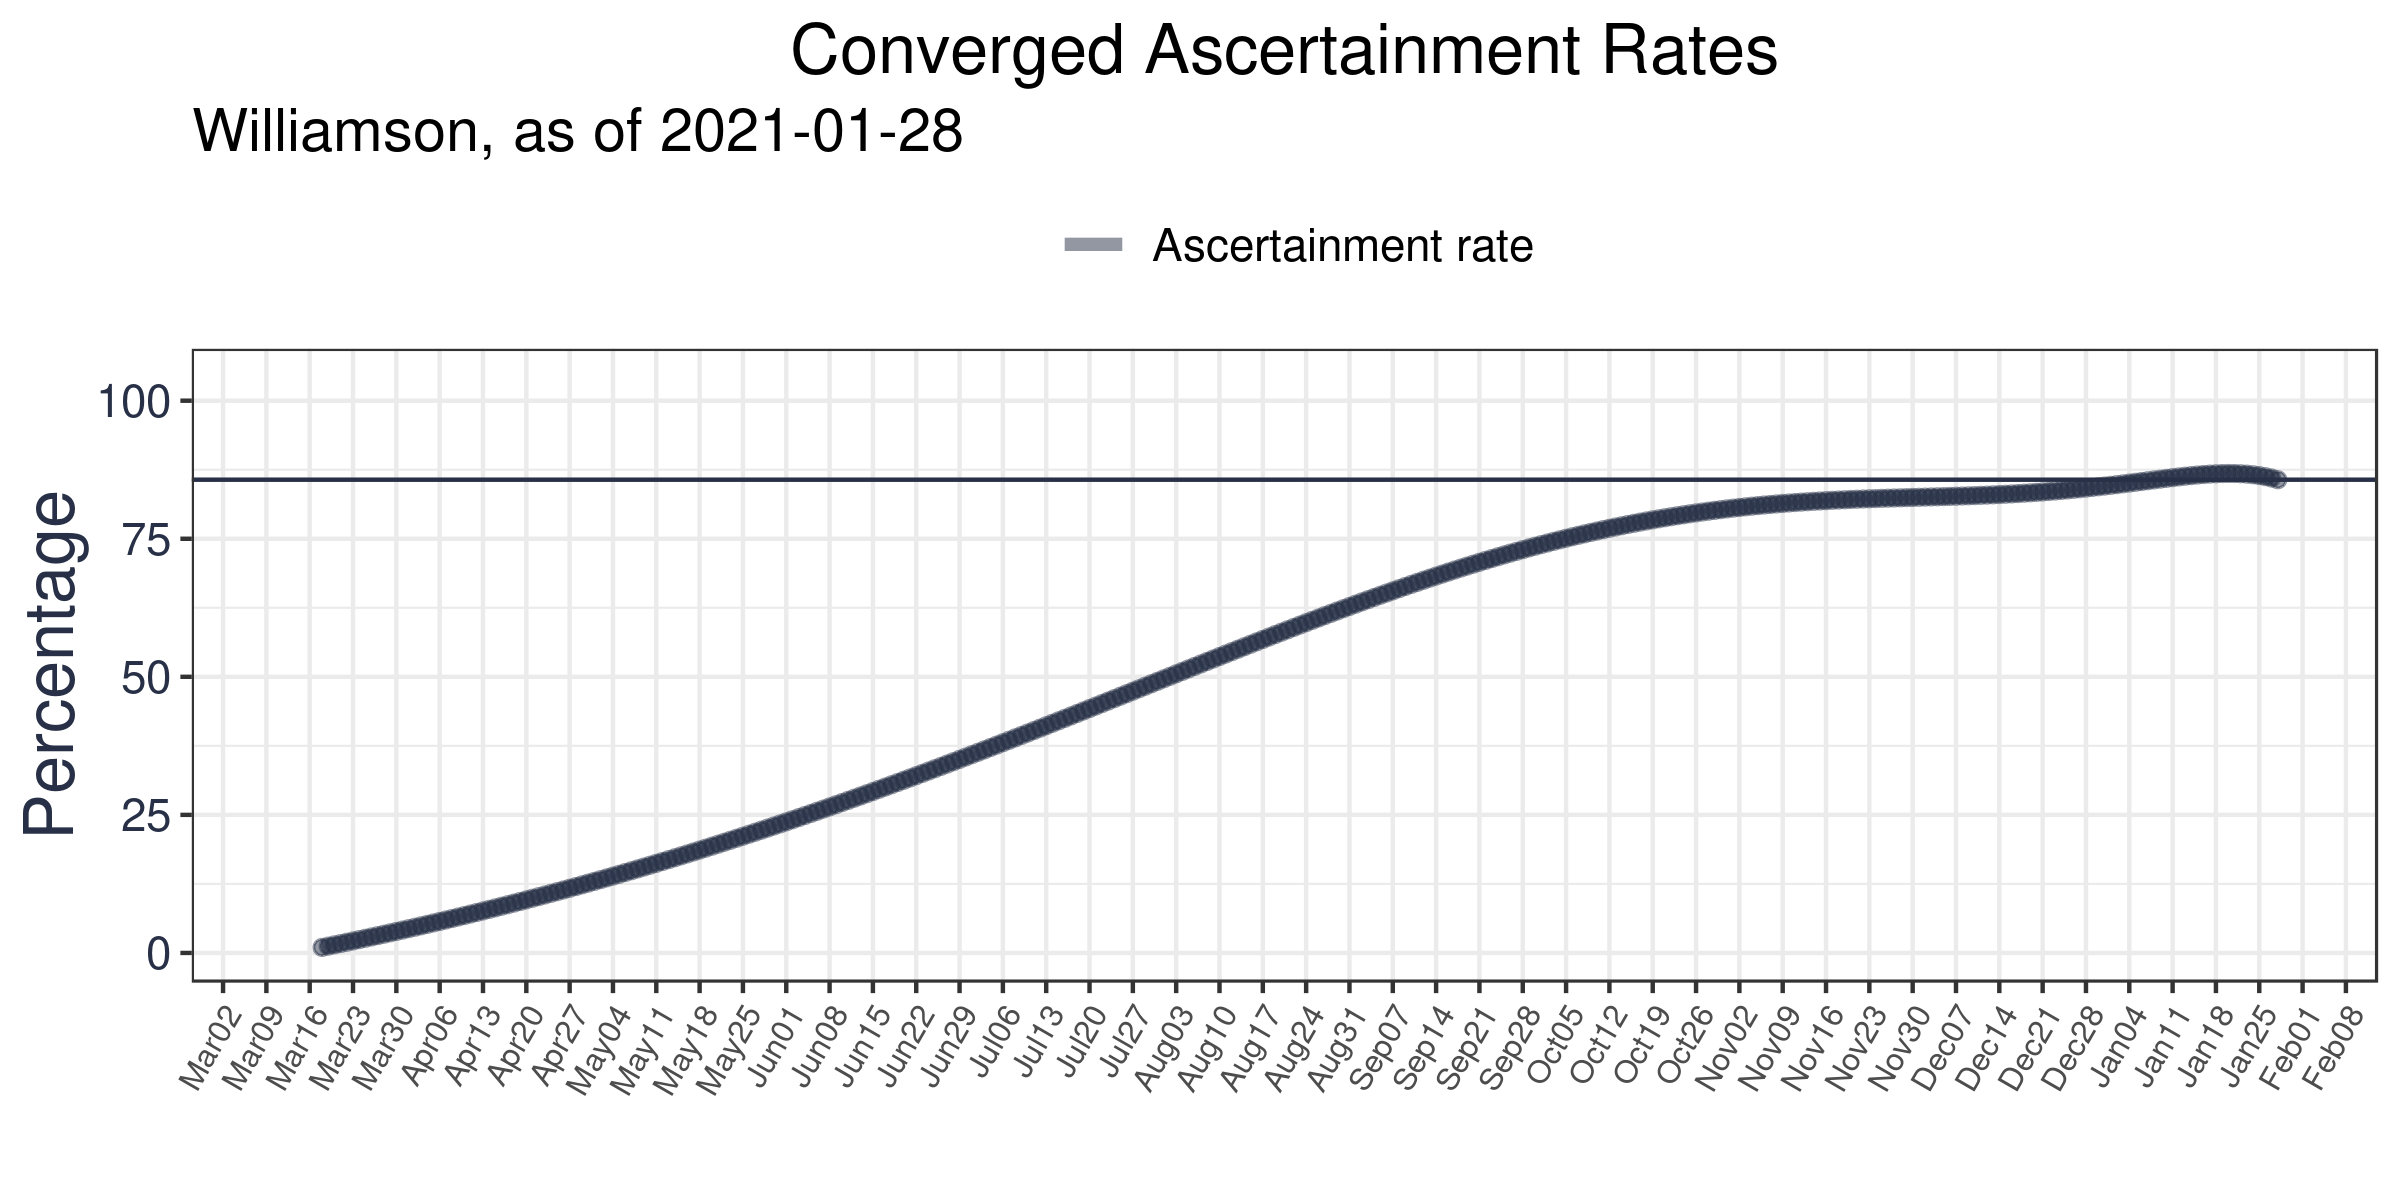 Converged Ascertainment Rates
Williamson, as of 2021-01-28
Ascertainment rate
Percentage
100
75
50
25
0
Mar02
Mar09
Mar16
Mar23
Mar30
Apr06
Apr13
Apr20
Apr27
May04
May11
May18
May25
Jun01
Jun08
Jun15
Jun22
Jun29
Jul06
Jul13
Jul20
Jul27
Aug03
Aug10
Aug17
Aug24
Aug31
Sep07
Sep14
Sep21
Sep28
Oct05
Oct12
Oct19
Oct26
Nov02
Nov09
Nov16
Nov23
Nov30
Dec07
Dec14
Dec21
Dec28
Jan04
Jan11
Jan18
Jan25
Feb01
Feb08